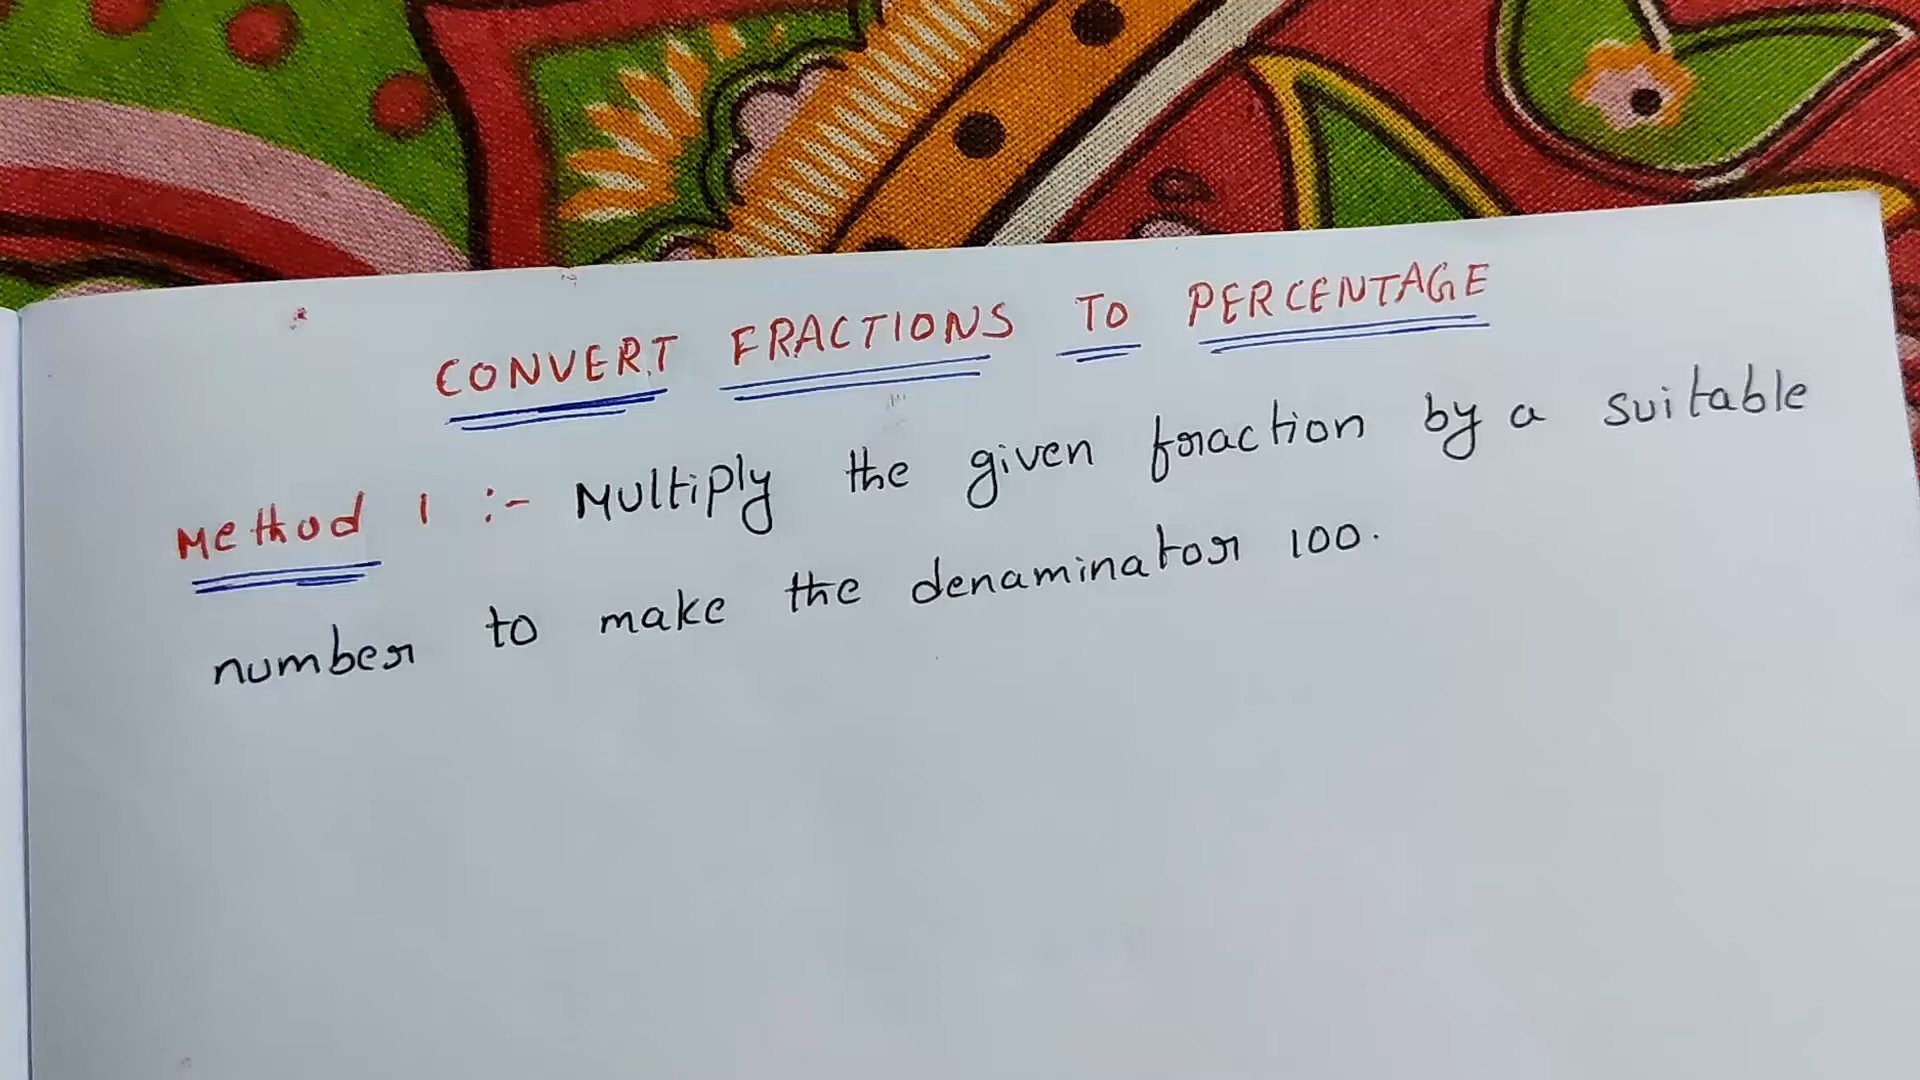 CONVERT FRACTIONS TO PERCENTAGE
Method 1 :- Multiply the given fraction by a suitable
number to make the denaminator 100.